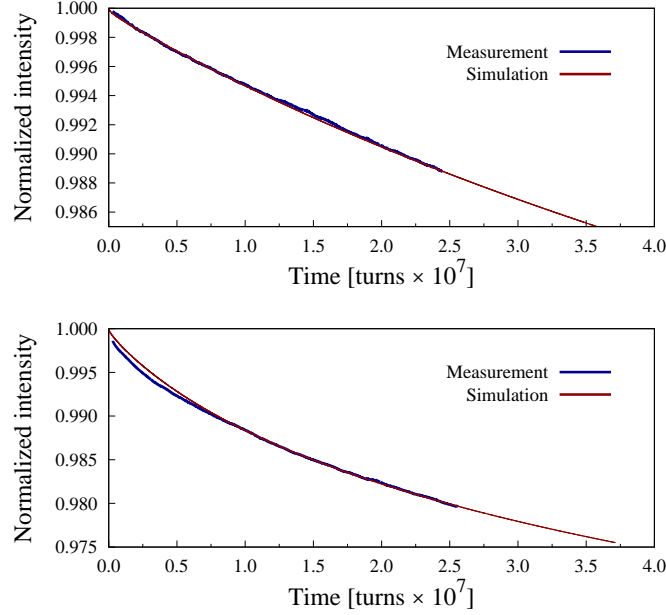 Normalized intensity
1.000
0.998
0.996
0.994
0.992
0.990
0.988
0.986
Measurement
Simulation
0.0 0.5 1.0 1.5 2.0 2.5 3.0 3.5 4.0
Time [turns × 10⁷]
Normalized intensity
1.000
0.995
0.990
0.985
0.980
0.975
Measurement
Simulation
0.0 0.5 1.0 1.5 2.0 2.5 3.0 3.5 4.0
Time [turns × 10⁷]